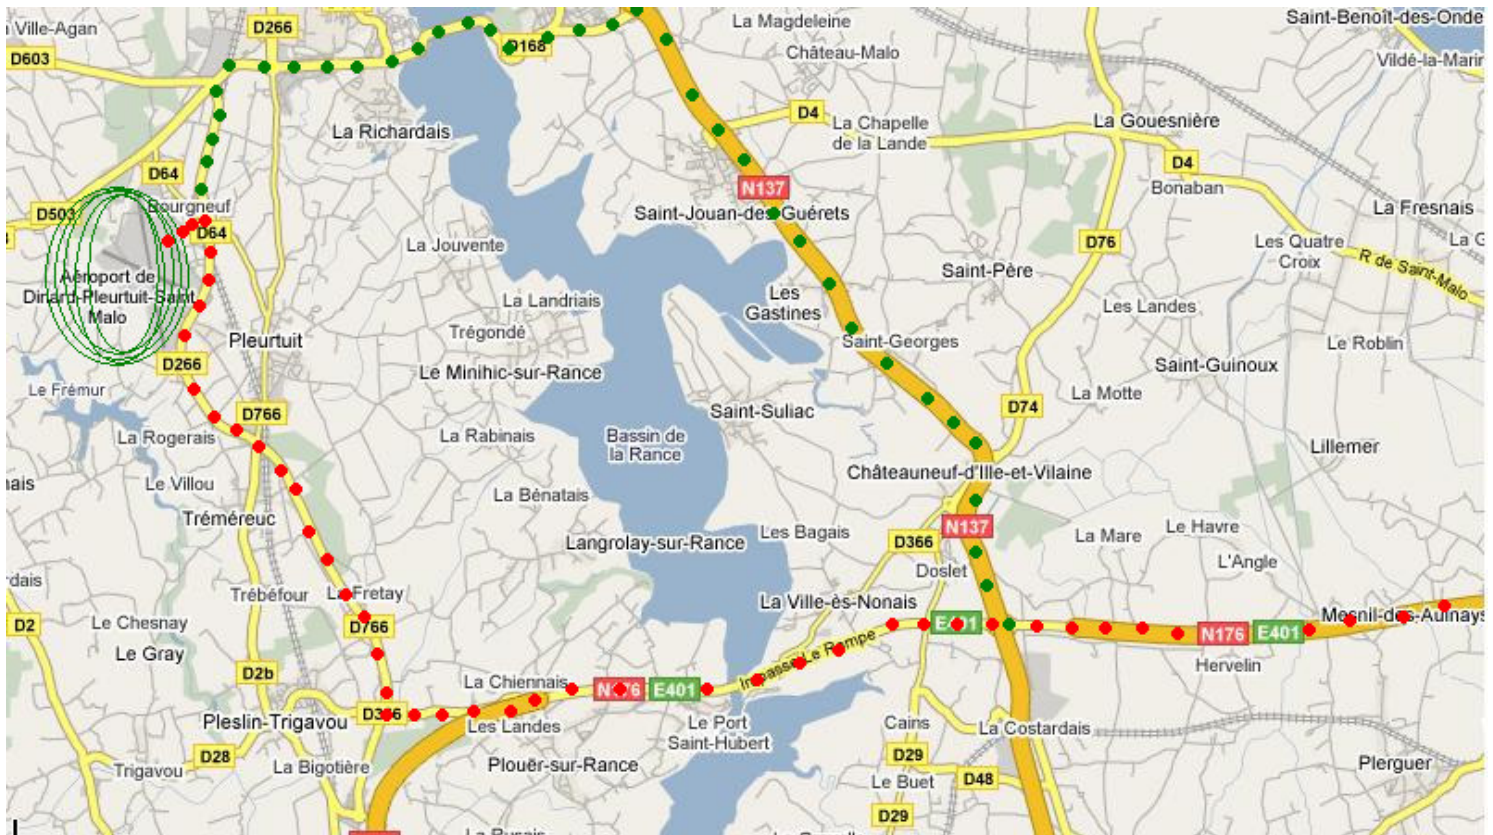 Saint-Benoît-des-Onde
La Magdeleine
D266
Ville-Agan
D168
Château-Malo
D603
Vildé-la-Marin
D4
La Chapelle
de la Lande
La Gouesnière
La Richardais
D4
D64
Bonaban
N137
D503
Bourgneuf
Saint-Jouan-des-Guérets
La Fresnais
D64
La Jouvente
D76
Les Quatre
Croix
R de Saint-Malo
Saint-Père
Aéroport de
Dinard-Pleurtuit-Saint
Malo
La Landriais
Les
Gastines
Les Landes
Trégondé
Pleurtuit
Saint-Georges
Le Roblin
D266
Le Minihic-sur-Rance
Saint-Guinoux
Le Frémur
La Motte
D766
Saint-Suliac
D74
La Rogerais
La Rabinais
Bassin de
la Rance
Lillemer
Châteauneuf-d'Ille-et-Vilaine
Le Villou
La Bénatais
Tréméreuc
N137
Le Havre
Les Bagais
La Mare
Langrolay-sur-Rance
D366
L'Angle
Doslet
Trébéfour
La Fretay
La Ville-ès-Nonais
Mesnil-des-Aulnays
D2
Le Chesnay
D766
E401
N176
E401
Le Gray
Impasse Le Rampe
Hervelin
D2b
La Chiennais
N176
E401
Pleslin-Trigavou
D366
Les Landes
Le Port
Saint-Hubert
Cains
La Costardais
D28
D29
Trigavou
La Bigotière
Plouër-sur-Rance
Le Buet
D48
Plerguer
D29